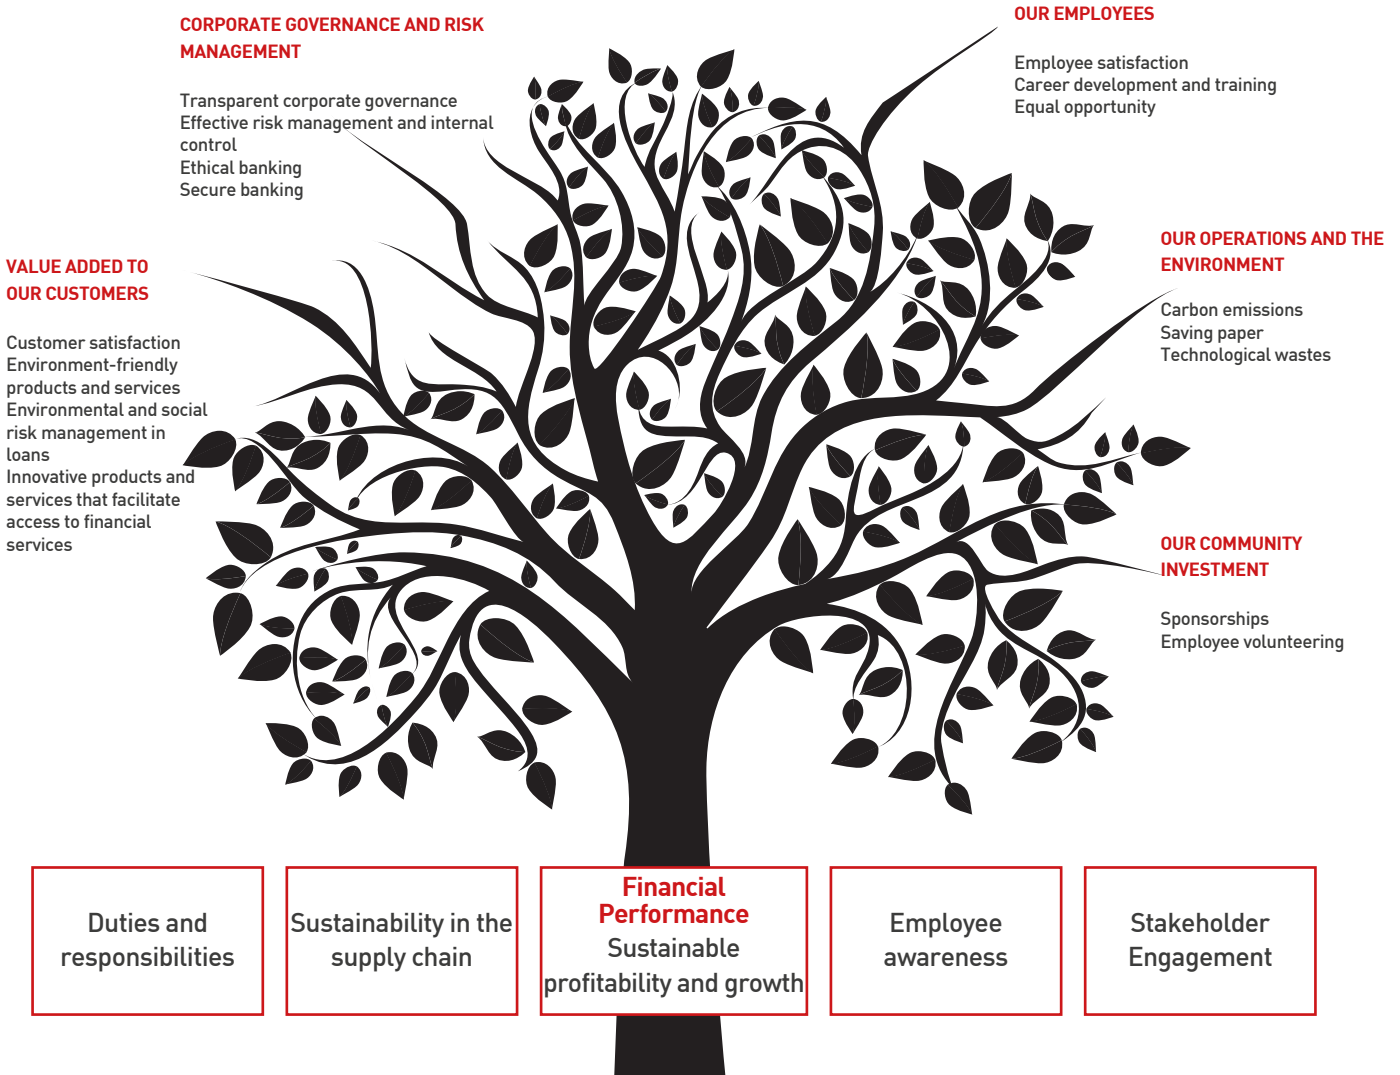 CORPORATE GOVERNANCE AND RISK
MANAGEMENT
Transparent corporate governance
Effective risk management and internal
control
Ethical banking
Secure banking
OUR EMPLOYEES
Employee satisfaction
Career development and training
Equal opportunity
VALUE ADDED TO
OUR CUSTOMERS
Customer satisfaction
Environment-friendly
products and services
Environmental and social
risk management in
loans
Innovative products and
services that facilitate
access to financial
services
OUR OPERATIONS AND THE
ENVIRONMENT
Carbon emissions
Saving paper
Technological wastes
OUR COMMUNITY
INVESTMENT
Sponsorships
Employee volunteering
Duties and
responsibilities
Sustainability in the
supply chain
Financial
Performance
Sustainable
profitability and growth
Employee
awareness
Stakeholder
Engagement